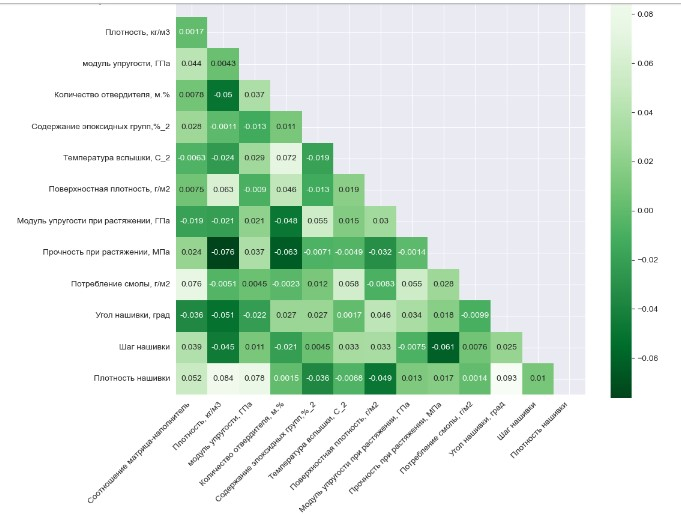 Плотность, кг/м3 0.0017
модуль упругости, ГПа 0.044 0.0043
Количество отвердителя, м.% 0.0078 -0.05 0.037
Содержание эпоксидных групп,%_2 0.028 -0.0011 -0.013 0.011
Температура вспышки, С_2 -0.0063 -0.024 0.029 0.072 -0.019
Поверхностная плотность, г/м2 0.0075 0.063 -0.009 0.046 -0.013 0.019
Модуль упругости при растяжении, ГПа -0.019 -0.021 0.021 -0.048 0.055 0.015 0.03
Прочность при растяжении, МПа 0.024 -0.076 0.037 -0.063 -0.0071 -0.0049 -0.032 -0.0014
Потребление смолы, г/м2 0.076 -0.0051 0.0045 -0.0023 0.012 0.058 -0.0083 0.055 0.028
Угол нашивки, град -0.036 -0.051 -0.022 0.027 0.027 0.0017 0.046 0.034 0.018 -0.0099
Шаг нашивки 0.039 -0.045 0.011 -0.021 0.0045 0.033 0.033 -0.0075 -0.061 0.0076 0.025
Плотность нашивки 0.052 0.084 0.078 0.0015 -0.036 -0.0068 -0.049 0.013 0.017 0.0014 0.093 0.01
Соотношение матрица-наполнитель
Плотность, кг/м3
модуль упругости, ГПа
Количество отвердителя, м.%
Содержание эпоксидных групп,%_2
Температура вспышки, С_2
Поверхностная плотность, г/м2
Модуль упругости при растяжении, ГПа
Прочность при растяжении, МПа
Потребление смолы, г/м2
Угол нашивки, град
Шаг нашивки
Плотность нашивки
0.08
0.06
0.04
0.02
0.00
−0.02
−0.04
−0.06